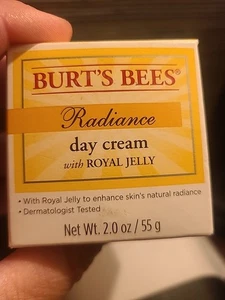 BURT'S BEES®
Radiance
day cream
with ROYAL JELLY
• With Royal Jelly to enhance skin's natural radiance
• Dermatologist Tested
Net Wt. 2.0 oz / 55 g